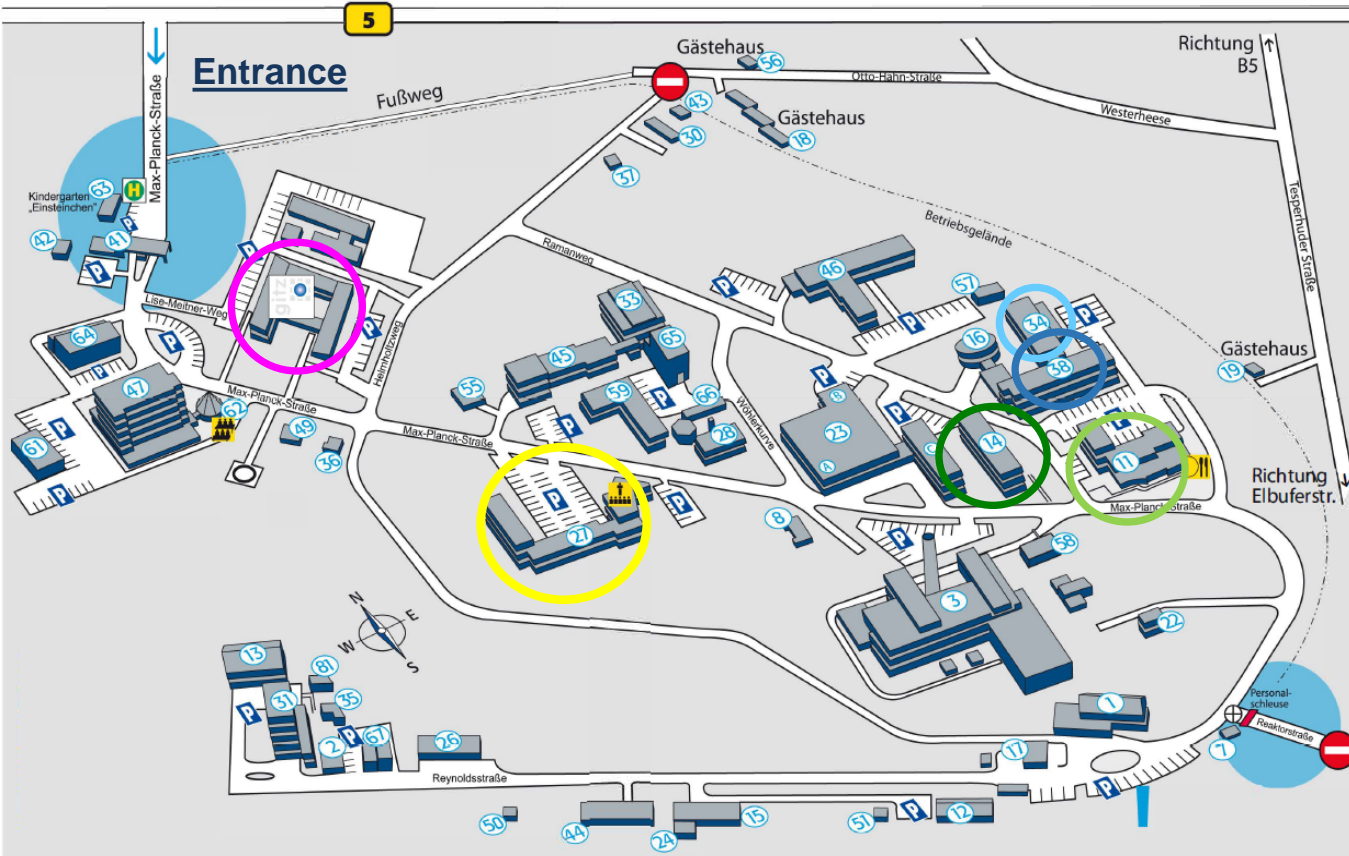 5
Entrance
Max-Planck-Straße
Fußweg
Gästehaus
56
Otto-Hahn-Straße
Westerheese
Richtung
B5
Tesperhuder Straße
43
30
37
Gästehaus
18
Kindergarten
„Einsteinchen"
63
H
P
42
41
P
P
Lise-Meitner-Weg
gitz
P
Helmholtzweg
Ramanweg
Betriebsgelände
46
P
57
P
34
P
16
38
Gästehaus
19
64
P
P
47
62
P
61
P
Max-Planck-Straße
49
36
33
65
45
55
59
P
66
28
Wöhlerkurve
P
B
23
A
C
14
P
11
Richtung
Elbuferstr.
Max-Planck-Straße
P
27
P
8
P
Max-Planck-Straße
58
3
22
N
E
W
S
13
81
31
35
P
P
2
67
26
Reynoldsstraße
1
17
Personal-
schleuse
Reaktorstraße
7
P
50
44
24
15
51
P
12